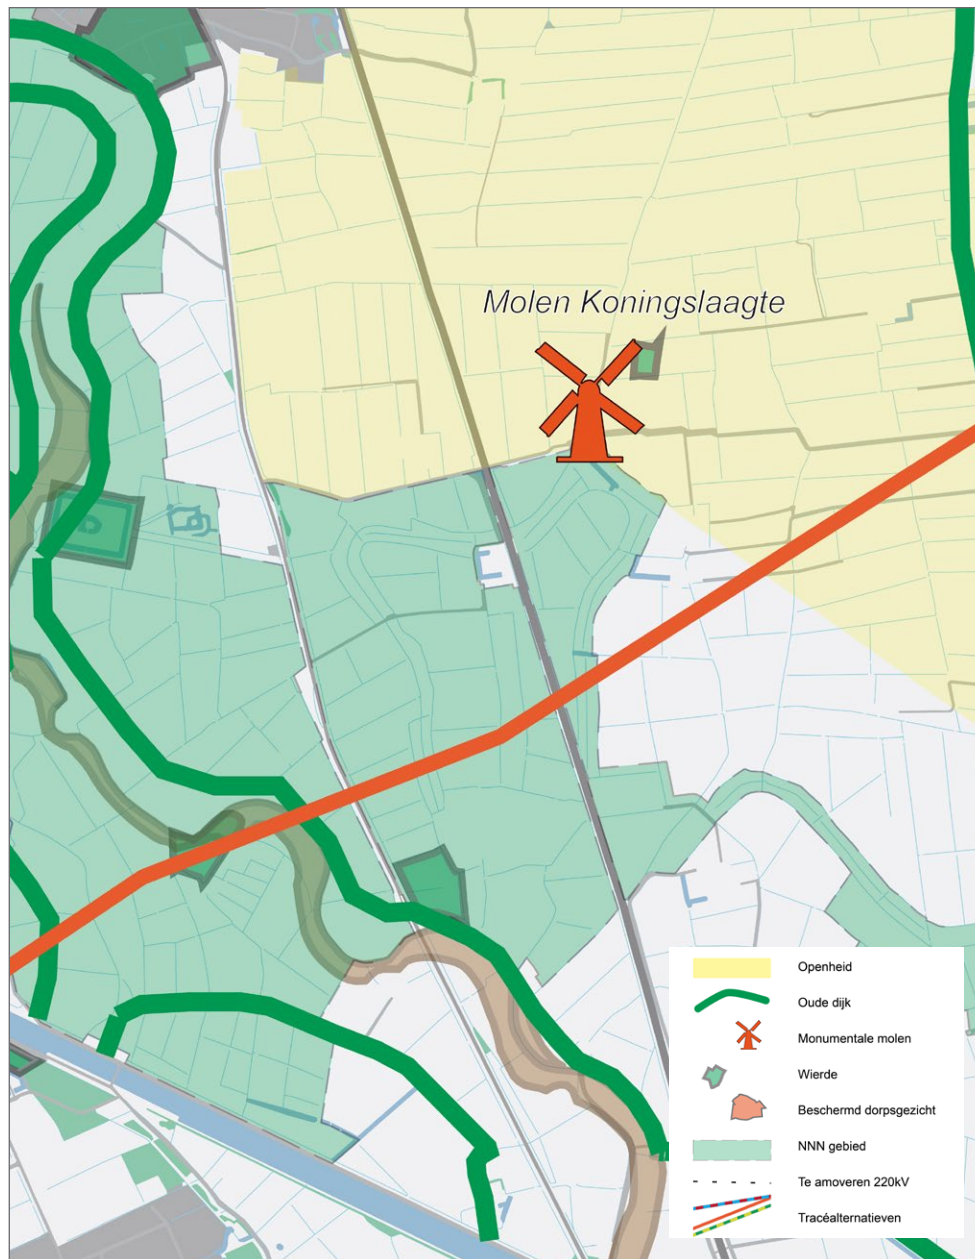 Molen Koningslaagte
Openheid
Oude dijk
Monumentale molen
Wierde
Beschermd dorpsgezicht
NNN gebied
Te amoveren 220kV
Tracéalternatieven